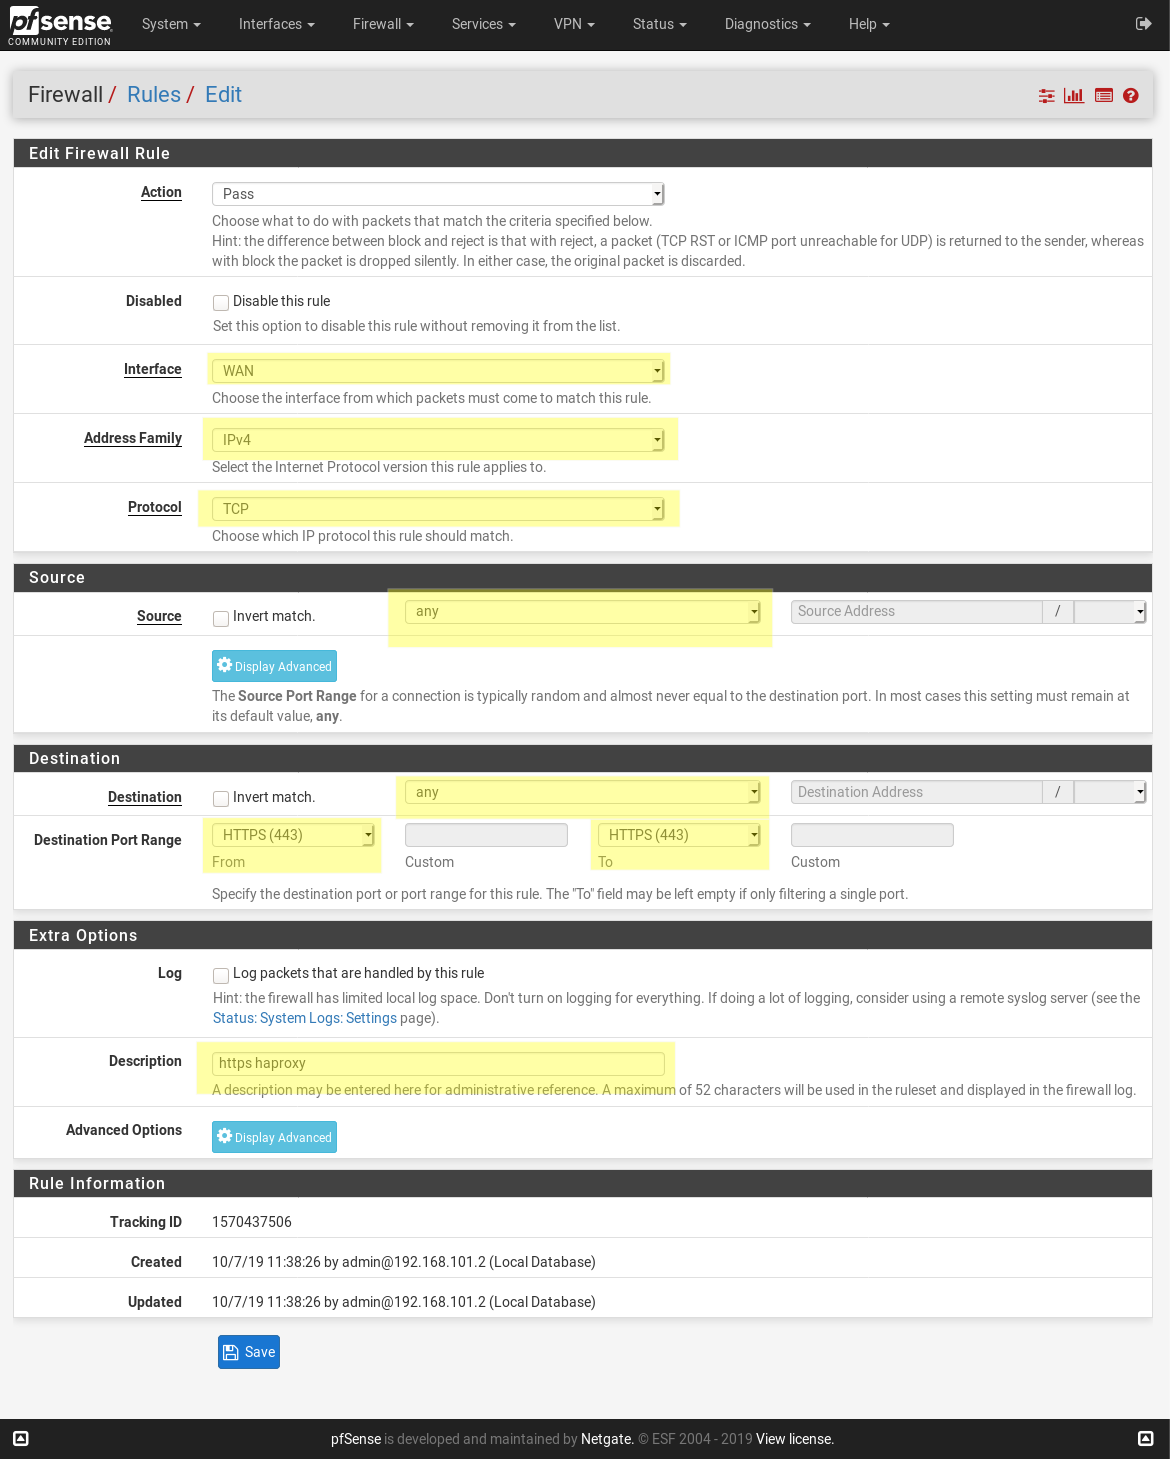 pfsense
COMMUNITY EDITION
System Interfaces Firewall Services VPN Status Diagnostics Help
Firewall / Rules / Edit
Edit Firewall Rule
Action Pass
Choose what to do with packets that match the criteria specified below.
Hint: the difference between block and reject is that with reject, a packet (TCP RST or ICMP port unreachable for UDP) is returned to the sender, whereas
with block the packet is dropped silently. In either case, the original packet is discarded.
Disabled Disable this rule
Set this option to disable this rule without removing it from the list.
Interface WAN
Choose the interface from which packets must come to match this rule.
Address Family IPv4
Select the Internet Protocol version this rule applies to.
Protocol TCP
Choose which IP protocol this rule should match.
Source
Source Invert match. any Source Address /
Display Advanced
The Source Port Range for a connection is typically random and almost never equal to the destination port. In most cases this setting must remain at
its default value, any.
Destination
Destination Invert match. any Destination Address /
Destination Port Range HTTPS (443) HTTPS (443)
From Custom To Custom
Specify the destination port or port range for this rule. The "To" field may be left empty if only filtering a single port.
Extra Options
Log Log packets that are handled by this rule
Hint: the firewall has limited local log space. Don't turn on logging for everything. If doing a lot of logging, consider using a remote syslog server (see the
Status: System Logs: Settings page).
Description https haproxy
A description may be entered here for administrative reference. A maximum of 52 characters will be used in the ruleset and displayed in the firewall log.
Advanced Options Display Advanced
Rule Information
Tracking ID 1570437506
Created 10/7/19 11:38:26 by admin@192.168.101.2 (Local Database)
Updated 10/7/19 11:38:26 by admin@192.168.101.2 (Local Database)
Save
pfSense is developed and maintained by Netgate. © ESF 2004 - 2019 View license.